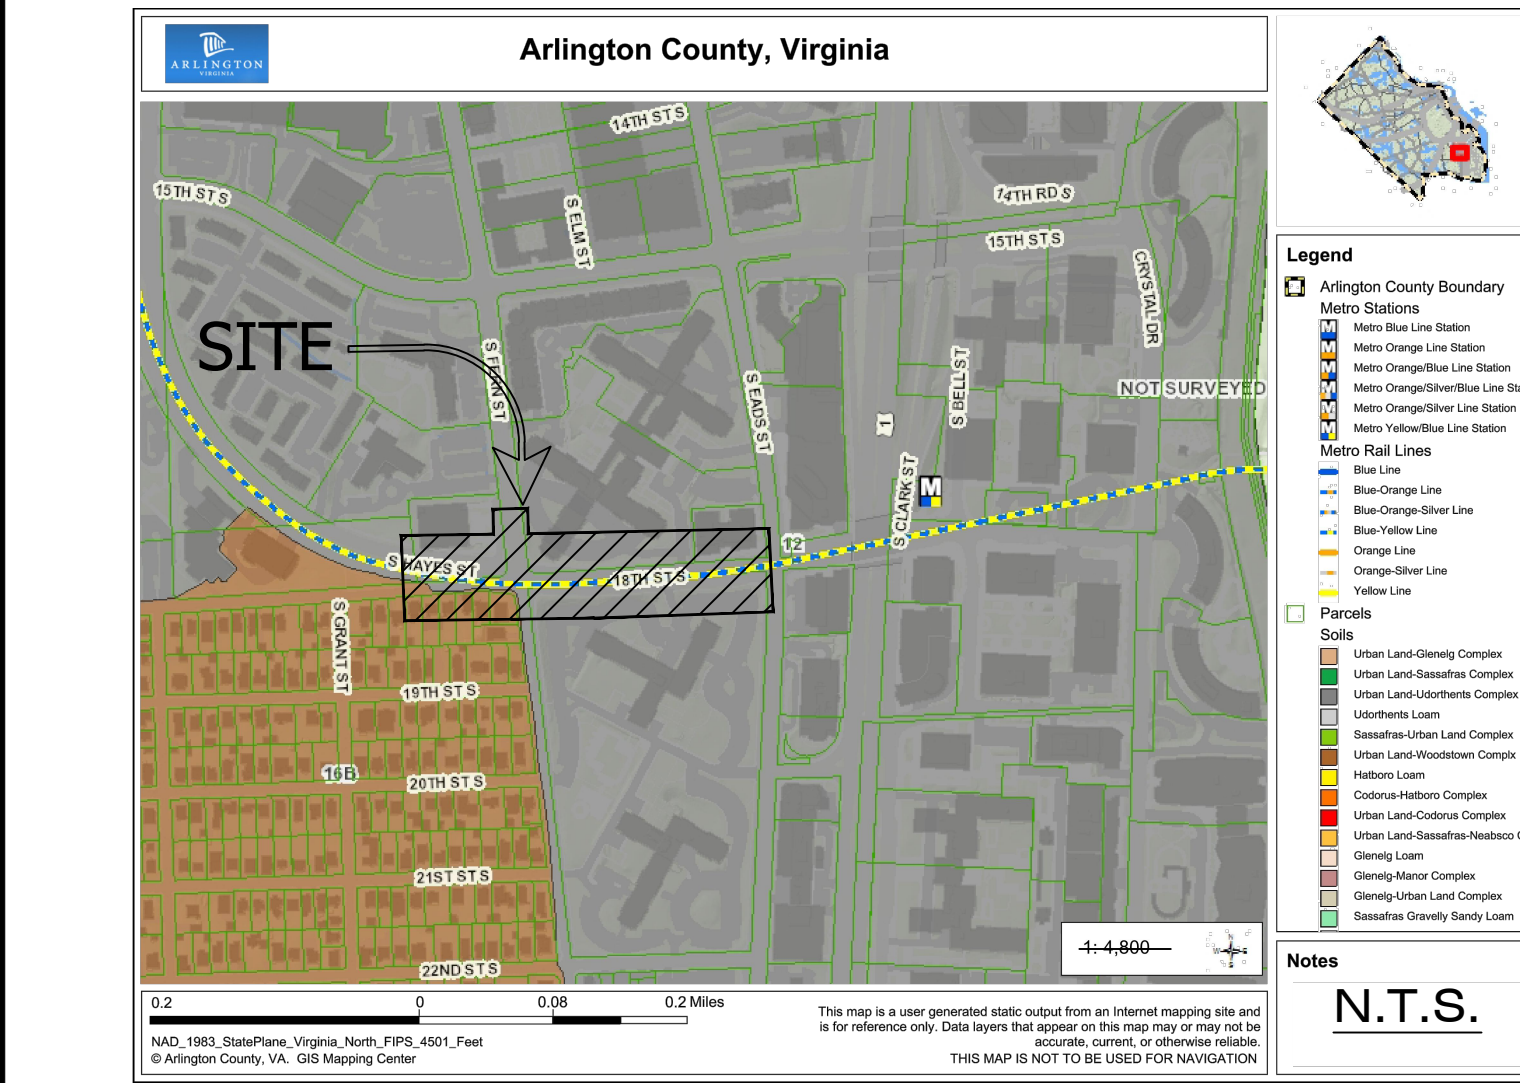 ARLINGTON
VIRGINIA
Arlington County, Virginia
14TH ST S
15TH ST S
S ELM ST
14TH RD S
15TH ST S
CRYSTAL DR
SITE
S FERN ST
S EADS ST
1
S BELL ST
NOT SURVEYED
S CLARK ST
M
12
S HAYES ST
18TH ST S
S GRANT ST
19TH ST S
16B
20TH ST S
21ST ST S
22ND ST S
1: 4,800
N
W E
S
0.2 0 0.08 0.2 Miles
NAD_1983_StatePlane_Virginia_North_FIPS_4501_Feet
© Arlington County, VA. GIS Mapping Center
This map is a user generated static output from an Internet mapping site and
is for reference only. Data layers that appear on this map may or may not be
accurate, current, or otherwise reliable.
THIS MAP IS NOT TO BE USED FOR NAVIGATION
Legend
Arlington County Boundary
Metro Stations
M Metro Blue Line Station
M Metro Orange Line Station
M Metro Orange/Blue Line Station
M Metro Orange/Silver/Blue Line Sta
M Metro Orange/Silver Line Station
M Metro Yellow/Blue Line Station
Metro Rail Lines
Blue Line
Blue-Orange Line
Blue-Orange-Silver Line
Blue-Yellow Line
Orange Line
Orange-Silver Line
Yellow Line
Parcels
Soils
Urban Land-Glenelg Complex
Urban Land-Sassafras Complex
Urban Land-Udorthents Complex
Udorthents Loam
Sassafras-Urban Land Complex
Urban Land-Woodstown Complx
Hatboro Loam
Codorus-Hatboro Complex
Urban Land-Codorus Complex
Urban Land-Sassafras-Neabsco
Glenelg Loam
Glenelg-Manor Complex
Glenelg-Urban Land Complex
Sassafras Gravelly Sandy Loam
Notes
N.T.S.